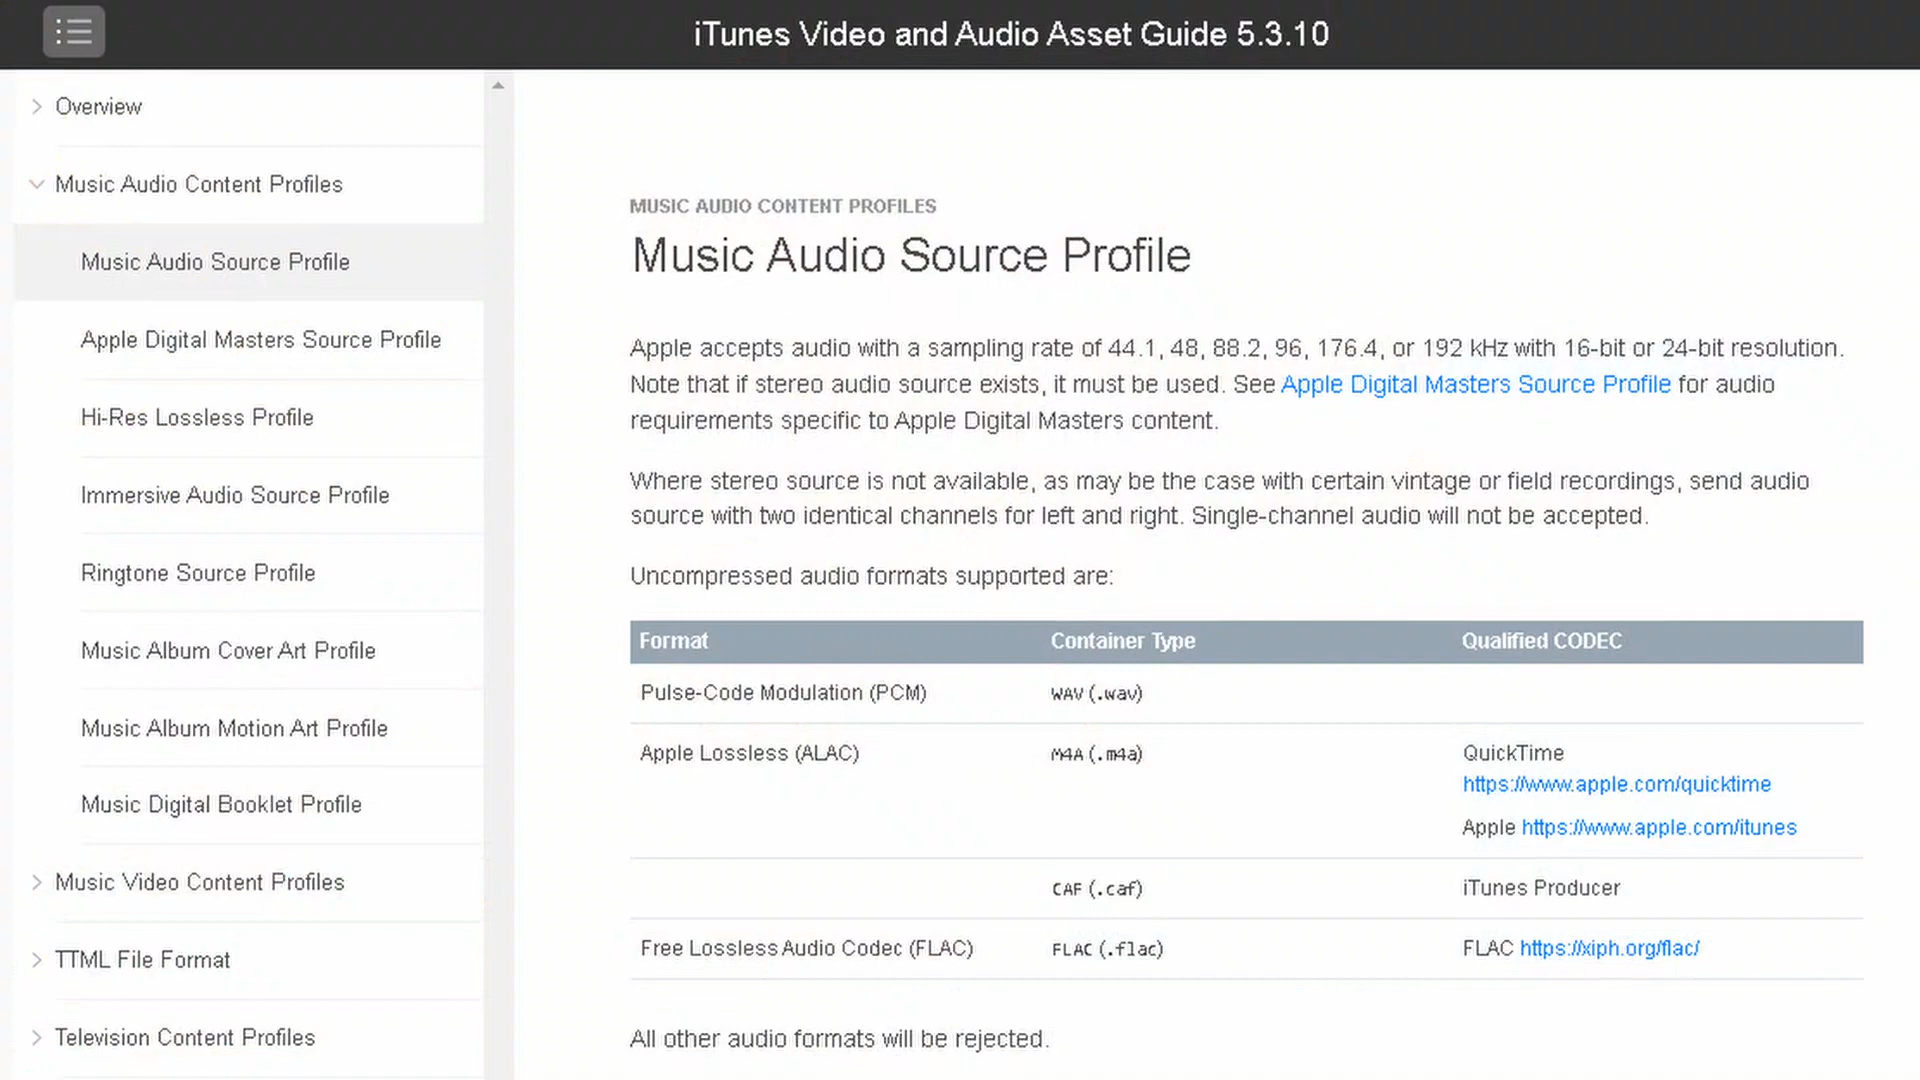 iTunes Video and Audio Asset Guide 5.3.10
Overview
Music Audio Content Profiles
Music Audio Source Profile
Apple Digital Masters Source Profile
Hi-Res Lossless Profile
Immersive Audio Source Profile
Ringtone Source Profile
Music Album Cover Art Profile
Music Album Motion Art Profile
Music Digital Booklet Profile
Music Video Content Profiles
TTML File Format
Television Content Profiles
MUSIC AUDIO CONTENT PROFILES
Music Audio Source Profile
Apple accepts audio with a sampling rate of 44.1, 48, 88.2, 96, 176.4, or 192 kHz with 16-bit or 24-bit resolution.
Note that if stereo audio source exists, it must be used. See Apple Digital Masters Source Profile for audio
requirements specific to Apple Digital Masters content.
Where stereo source is not available, as may be the case with certain vintage or field recordings, send audio
source with two identical channels for left and right. Single-channel audio will not be accepted.
Uncompressed audio formats supported are:
Format Container Type Qualified CODEC
Pulse-Code Modulation (PCM) WAV (.wav)
Apple Lossless (ALAC) M4A (.m4a) QuickTime
https://www.apple.com/quicktime
Apple https://www.apple.com/itunes
CAF (.caf) iTunes Producer
Free Lossless Audio Codec (FLAC) FLAC (.flac) FLAC https://xiph.org/flac/
All other audio formats will be rejected.